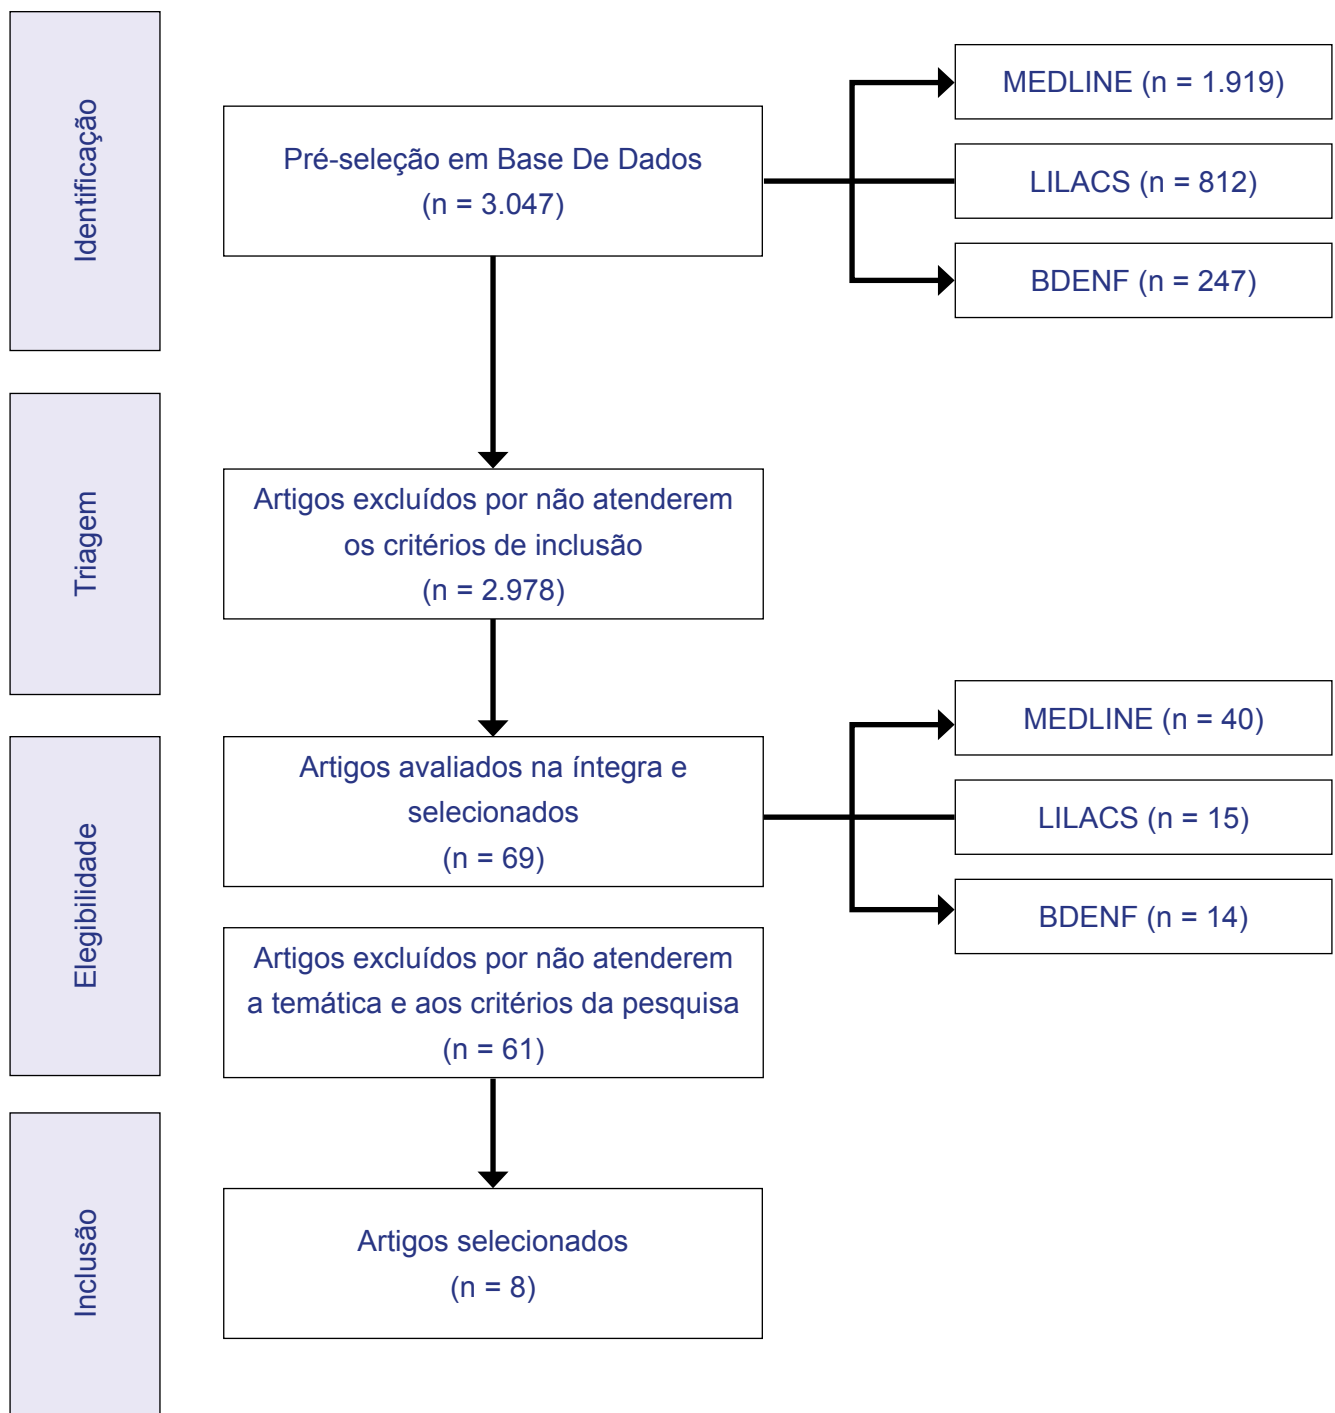 Identificação
Pré-seleção em Base De Dados
(n = 3.047)
MEDLINE (n = 1.919)
LILACS (n = 812)
BDENF (n = 247)
Triagem
Artigos excluídos por não atenderem
os critérios de inclusão
(n = 2.978)
Elegibilidade
Artigos avaliados na íntegra e
selecionados
(n = 69)
MEDLINE (n = 40)
LILACS (n = 15)
BDENF (n = 14)
Artigos excluídos por não atenderem
a temática e aos critérios da pesquisa
(n = 61)
Inclusão
Artigos selecionados
(n = 8)